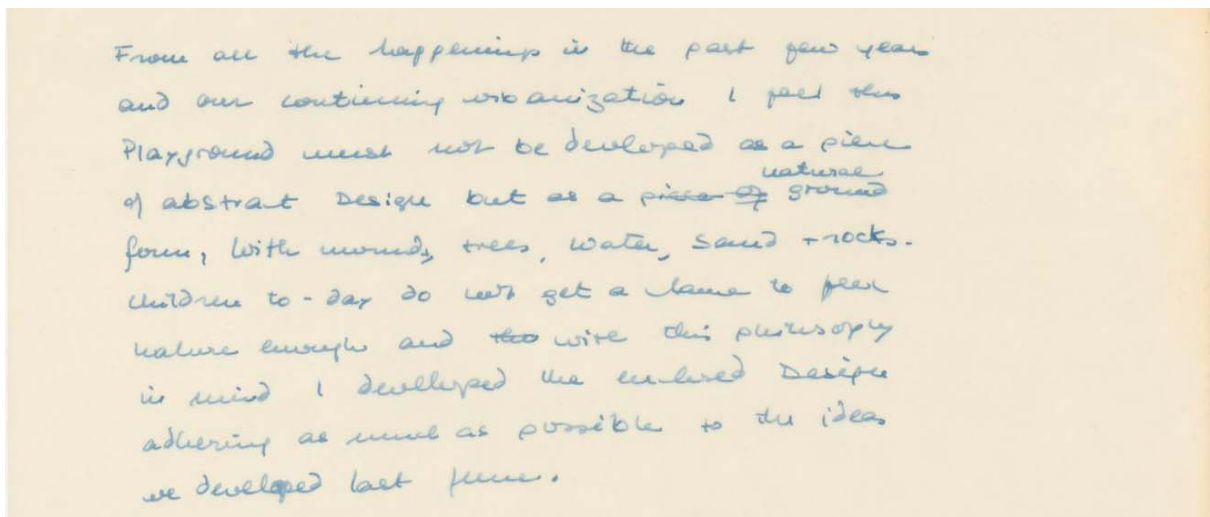 From all the happenings in the past few years
and our continuing urbanization I feel this
Playground must not be developed as a piece
of abstract Design but as a ~~piece of~~ natural ground
form, with mounds, trees, water, sand + rocks.
Children to-day do not get a chance to feel
nature enough and ~~the~~ with this philosophy
in mind I developed the enclosed Design
adhering as much as possible to the ideas
we developed last June.